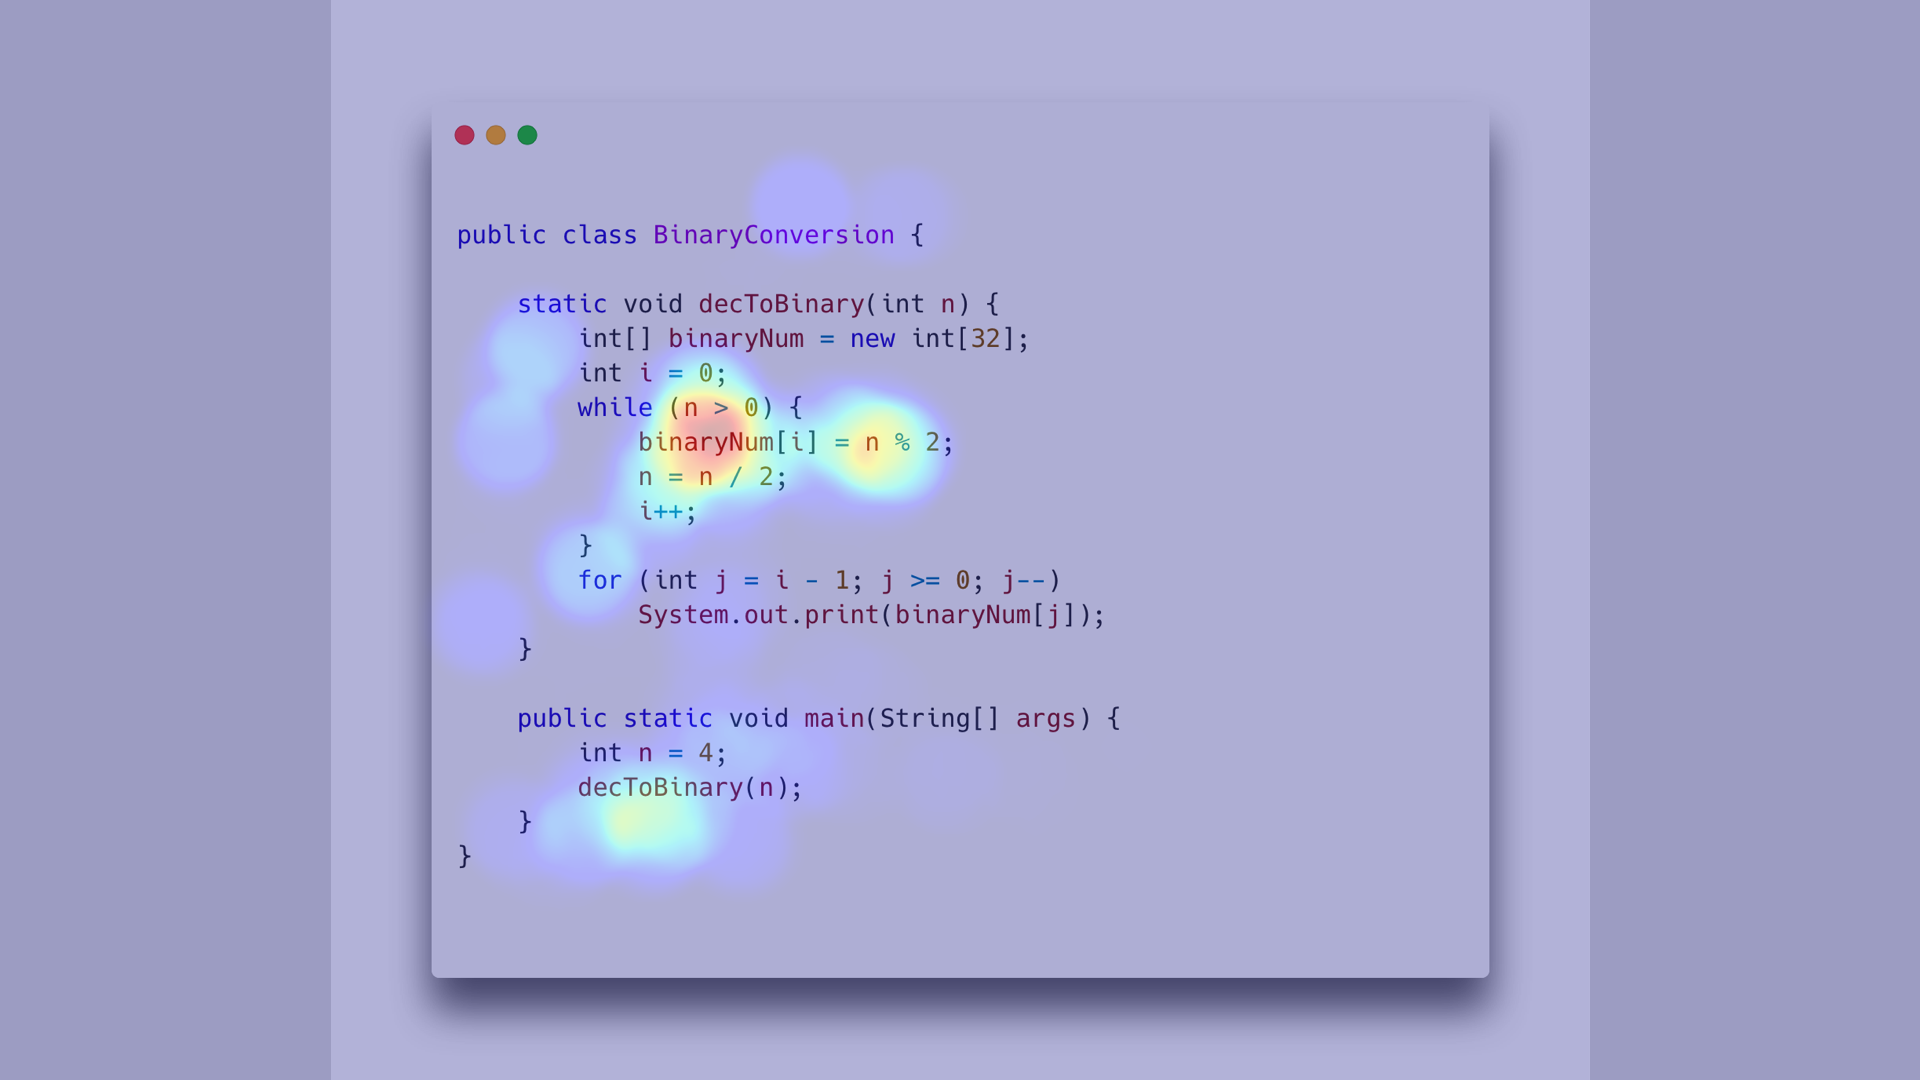 public class BinaryConversion {
static void decToBinary(int n) {
int[] binaryNum = new int[32];
int i = 0;
while (n > 0) {
binaryNum[i] = n % 2;
n = n / 2;
i++;
}
for (int j = i - 1; j >= 0; j--)
System.out.print(binaryNum[j]);
}
public static void main(String[] args) {
int n = 4;
decToBinary(n);
}
}